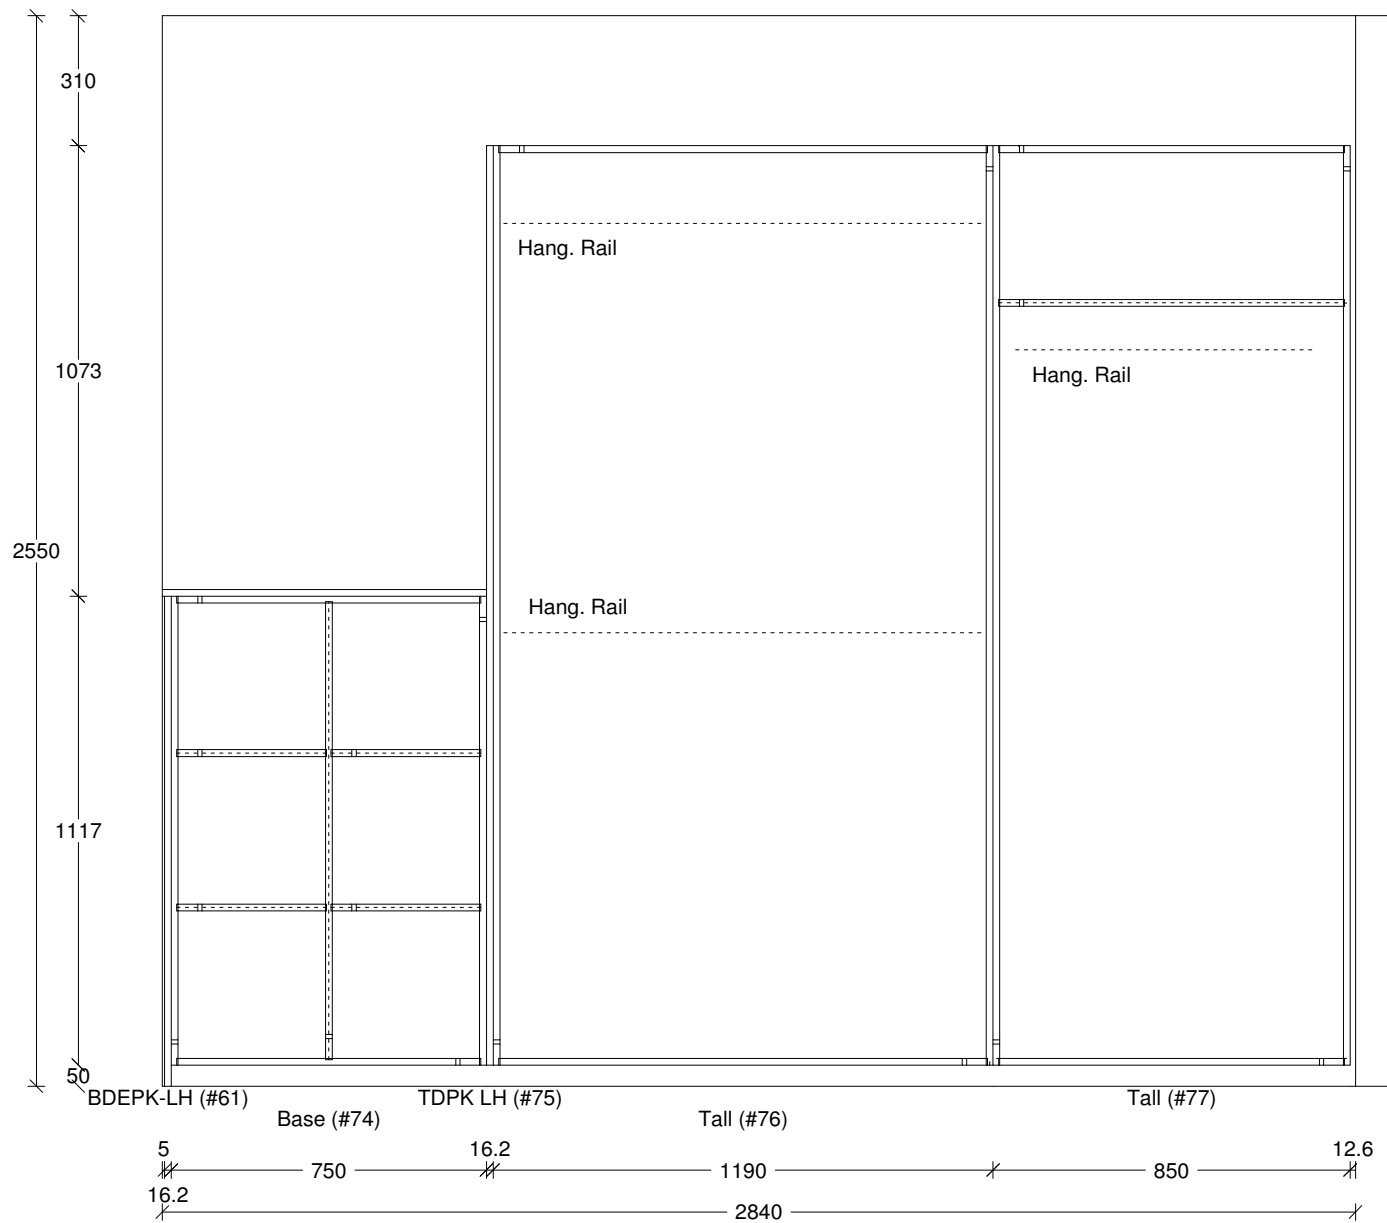 310
Hang. Rail
1073
Hang. Rail
2550
Hang. Rail
1117
50
BDEPK-LH (#61) TDPK LH (#75) Tall (#77)
Base (#74) Tall (#76)
5 16.2 12.6
750 1190 850
16.2
2840